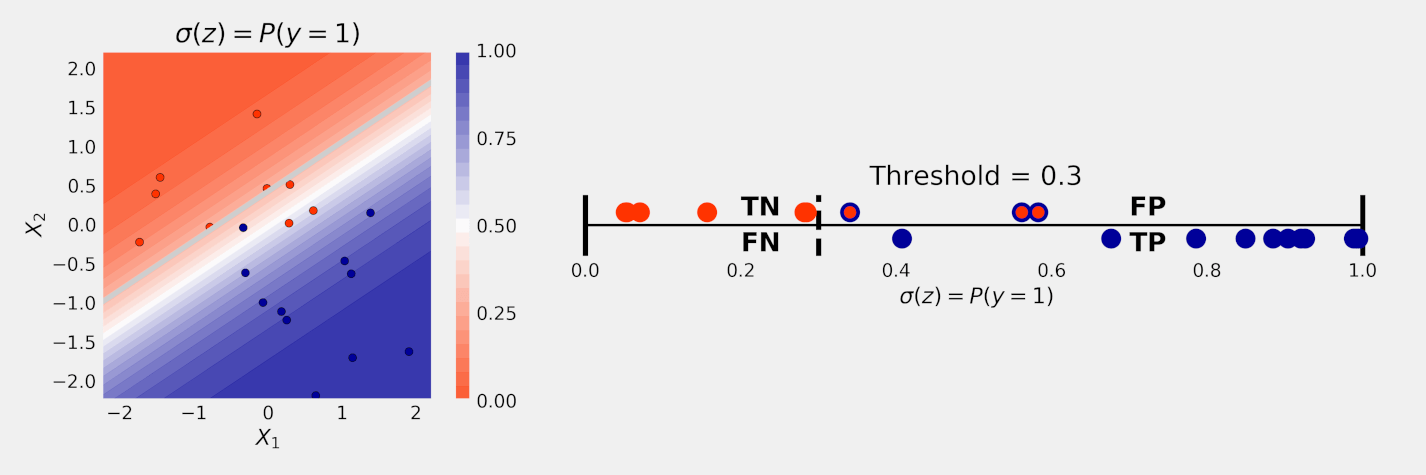 σ(z) = P(y = 1)
2.0
1.5
1.0
0.5
0.0
−0.5
−1.0
−1.5
−2.0
X₂
−2 −1 0 1 2
X₁
1.00
0.75
0.50
0.25
0.00
Threshold = 0.3
TN FP
FN TP
0.0 0.2 0.4 0.6 0.8 1.0
σ(z) = P(y = 1)